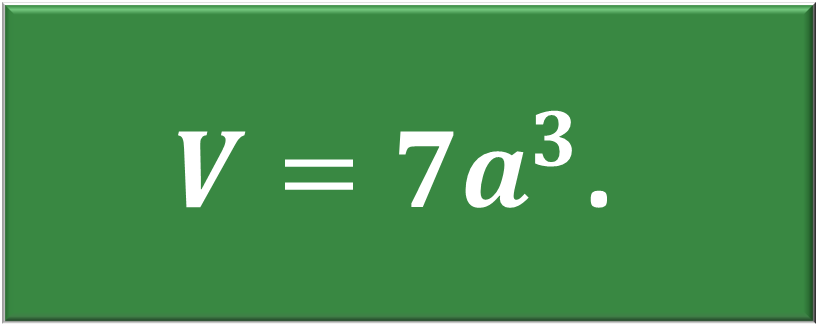 V = 7a³.